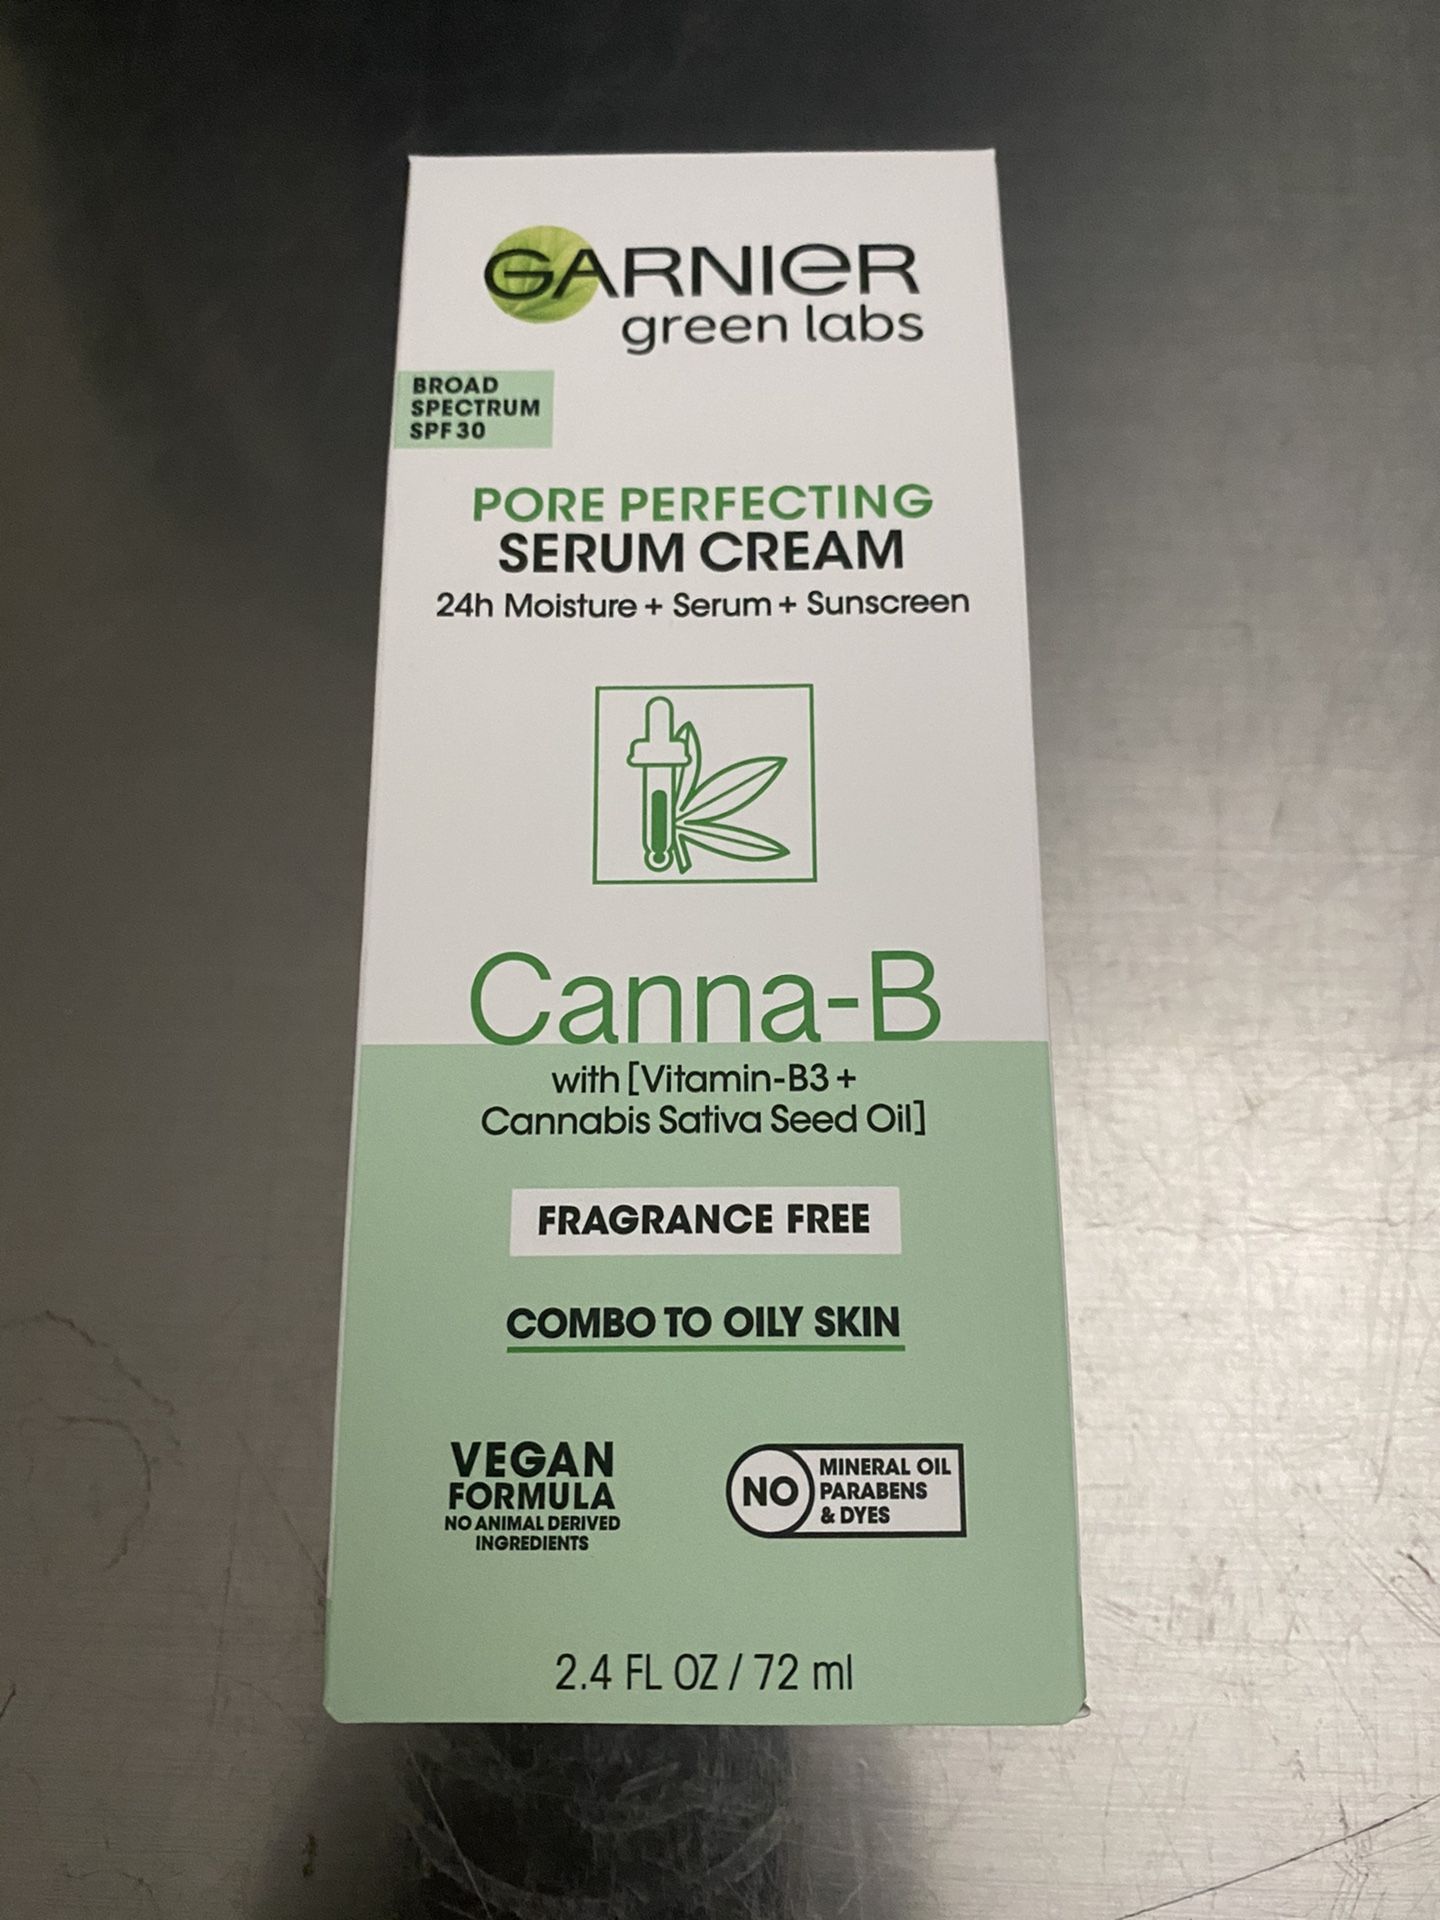 GARNIER
green labs
BROAD
SPECTRUM
SPF 30
PORE PERFECTING
SERUM CREAM
24h Moisture + Serum + Sunscreen
Canna-B
with [Vitamin-B3 +
Cannabis Sativa Seed Oil]
FRAGRANCE FREE
COMBO TO OILY SKIN
VEGAN
FORMULA
NO ANIMAL DERIVED
INGREDIENTS
NO
MINERAL OIL
PARABENS
& DYES
2.4 FL OZ / 72 ml